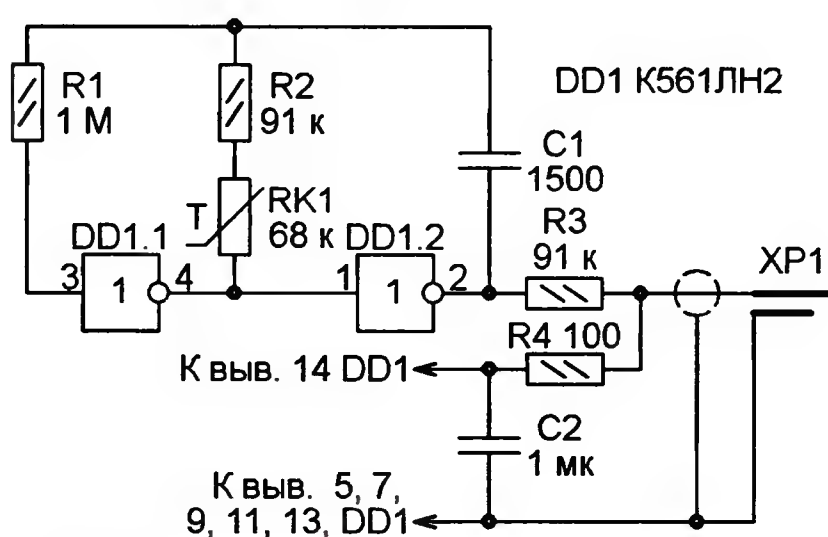 R1
1 М
R2
91 к
DD1 К561ЛН2
C1
1500
T
RK1
68 к
R3
91 к
XP1
DD1.1
DD1.2
3
1
4
1
1
2
R4 100
К выв. 14 DD1
C2
1 мк
К выв. 5, 7,
9, 11, 13, DD1